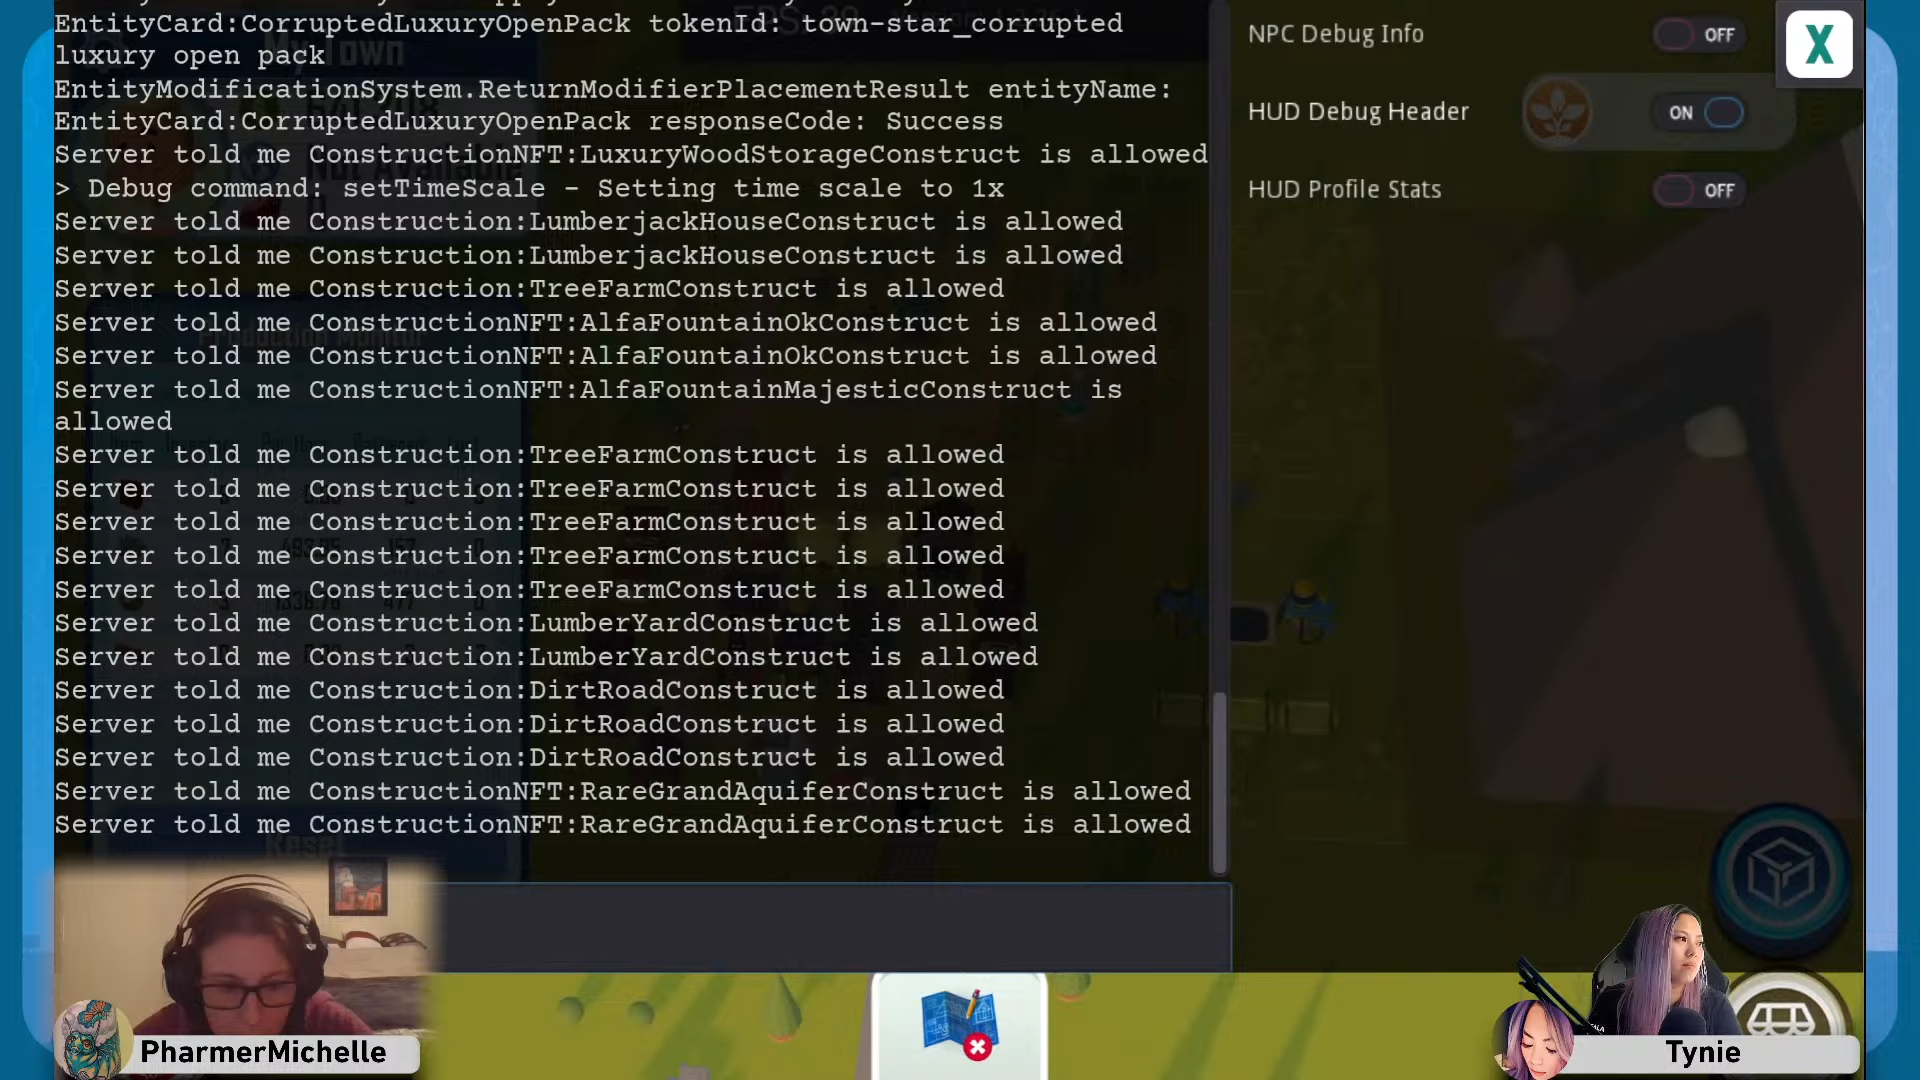 EntityCard:CorruptedLuxuryOpenPack tokenId: town-star_corrupted
luxury open pack
EntityModificationSystem.ReturnModifierPlacementResult entityName:
EntityCard:CorruptedLuxuryOpenPack responseCode: Success
Server told me ConstructionNFT:LuxuryWoodStorageConstruct is allowed
> Debug command: setTimeScale - Setting time scale to 1x
Server told me Construction:LumberjackHouseConstruct is allowed
Server told me Construction:LumberjackHouseConstruct is allowed
Server told me Construction:TreeFarmConstruct is allowed
Server told me ConstructionNFT:AlfaFountainOkConstruct is allowed
Server told me ConstructionNFT:AlfaFountainOkConstruct is allowed
Server told me ConstructionNFT:AlfaFountainMajesticConstruct is
allowed
Server told me Construction:TreeFarmConstruct is allowed
Server told me Construction:TreeFarmConstruct is allowed
Server told me Construction:TreeFarmConstruct is allowed
Server told me Construction:TreeFarmConstruct is allowed
Server told me Construction:TreeFarmConstruct is allowed
Server told me Construction:LumberYardConstruct is allowed
Server told me Construction:LumberYardConstruct is allowed
Server told me Construction:DirtRoadConstruct is allowed
Server told me Construction:DirtRoadConstruct is allowed
Server told me Construction:DirtRoadConstruct is allowed
Server told me ConstructionNFT:RareGrandAquiferConstruct is allowed
Server told me ConstructionNFT:RareGrandAquiferConstruct is allowed
NPC Debug Info OFF
HUD Debug Header ON
HUD Profile Stats OFF
X
Not Available
Production Monitor
Reset
PharmerMichelle
Tynie